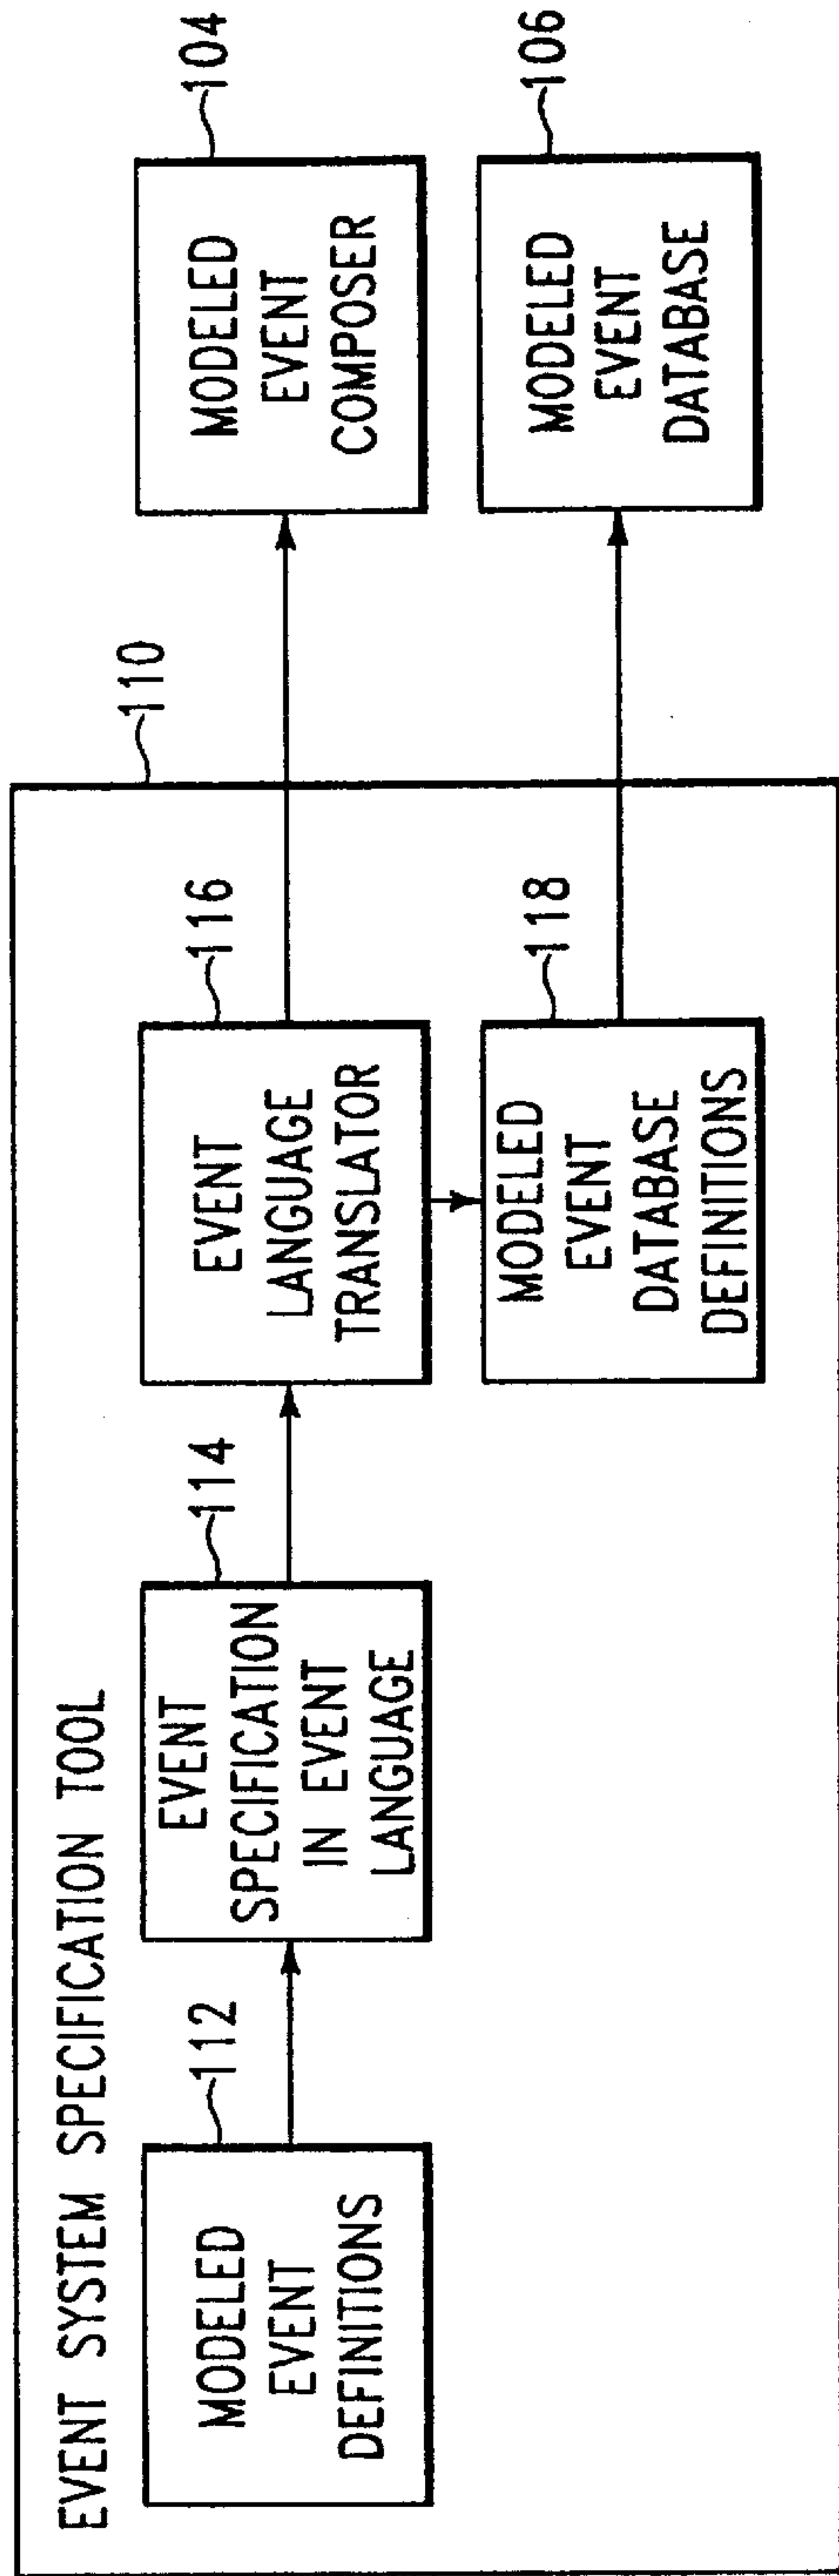 EVENT SYSTEM SPECIFICATION TOOL
110
112
MODELED
EVENT
DEFINITIONS
114
EVENT
SPECIFICATION
IN EVENT
LANGUAGE
116
EVENT
LANGUAGE
TRANSLATOR
118
MODELED
EVENT
DATABASE
DEFINITIONS
104
MODELED
EVENT
COMPOSER
106
MODELED
EVENT
DATABASE